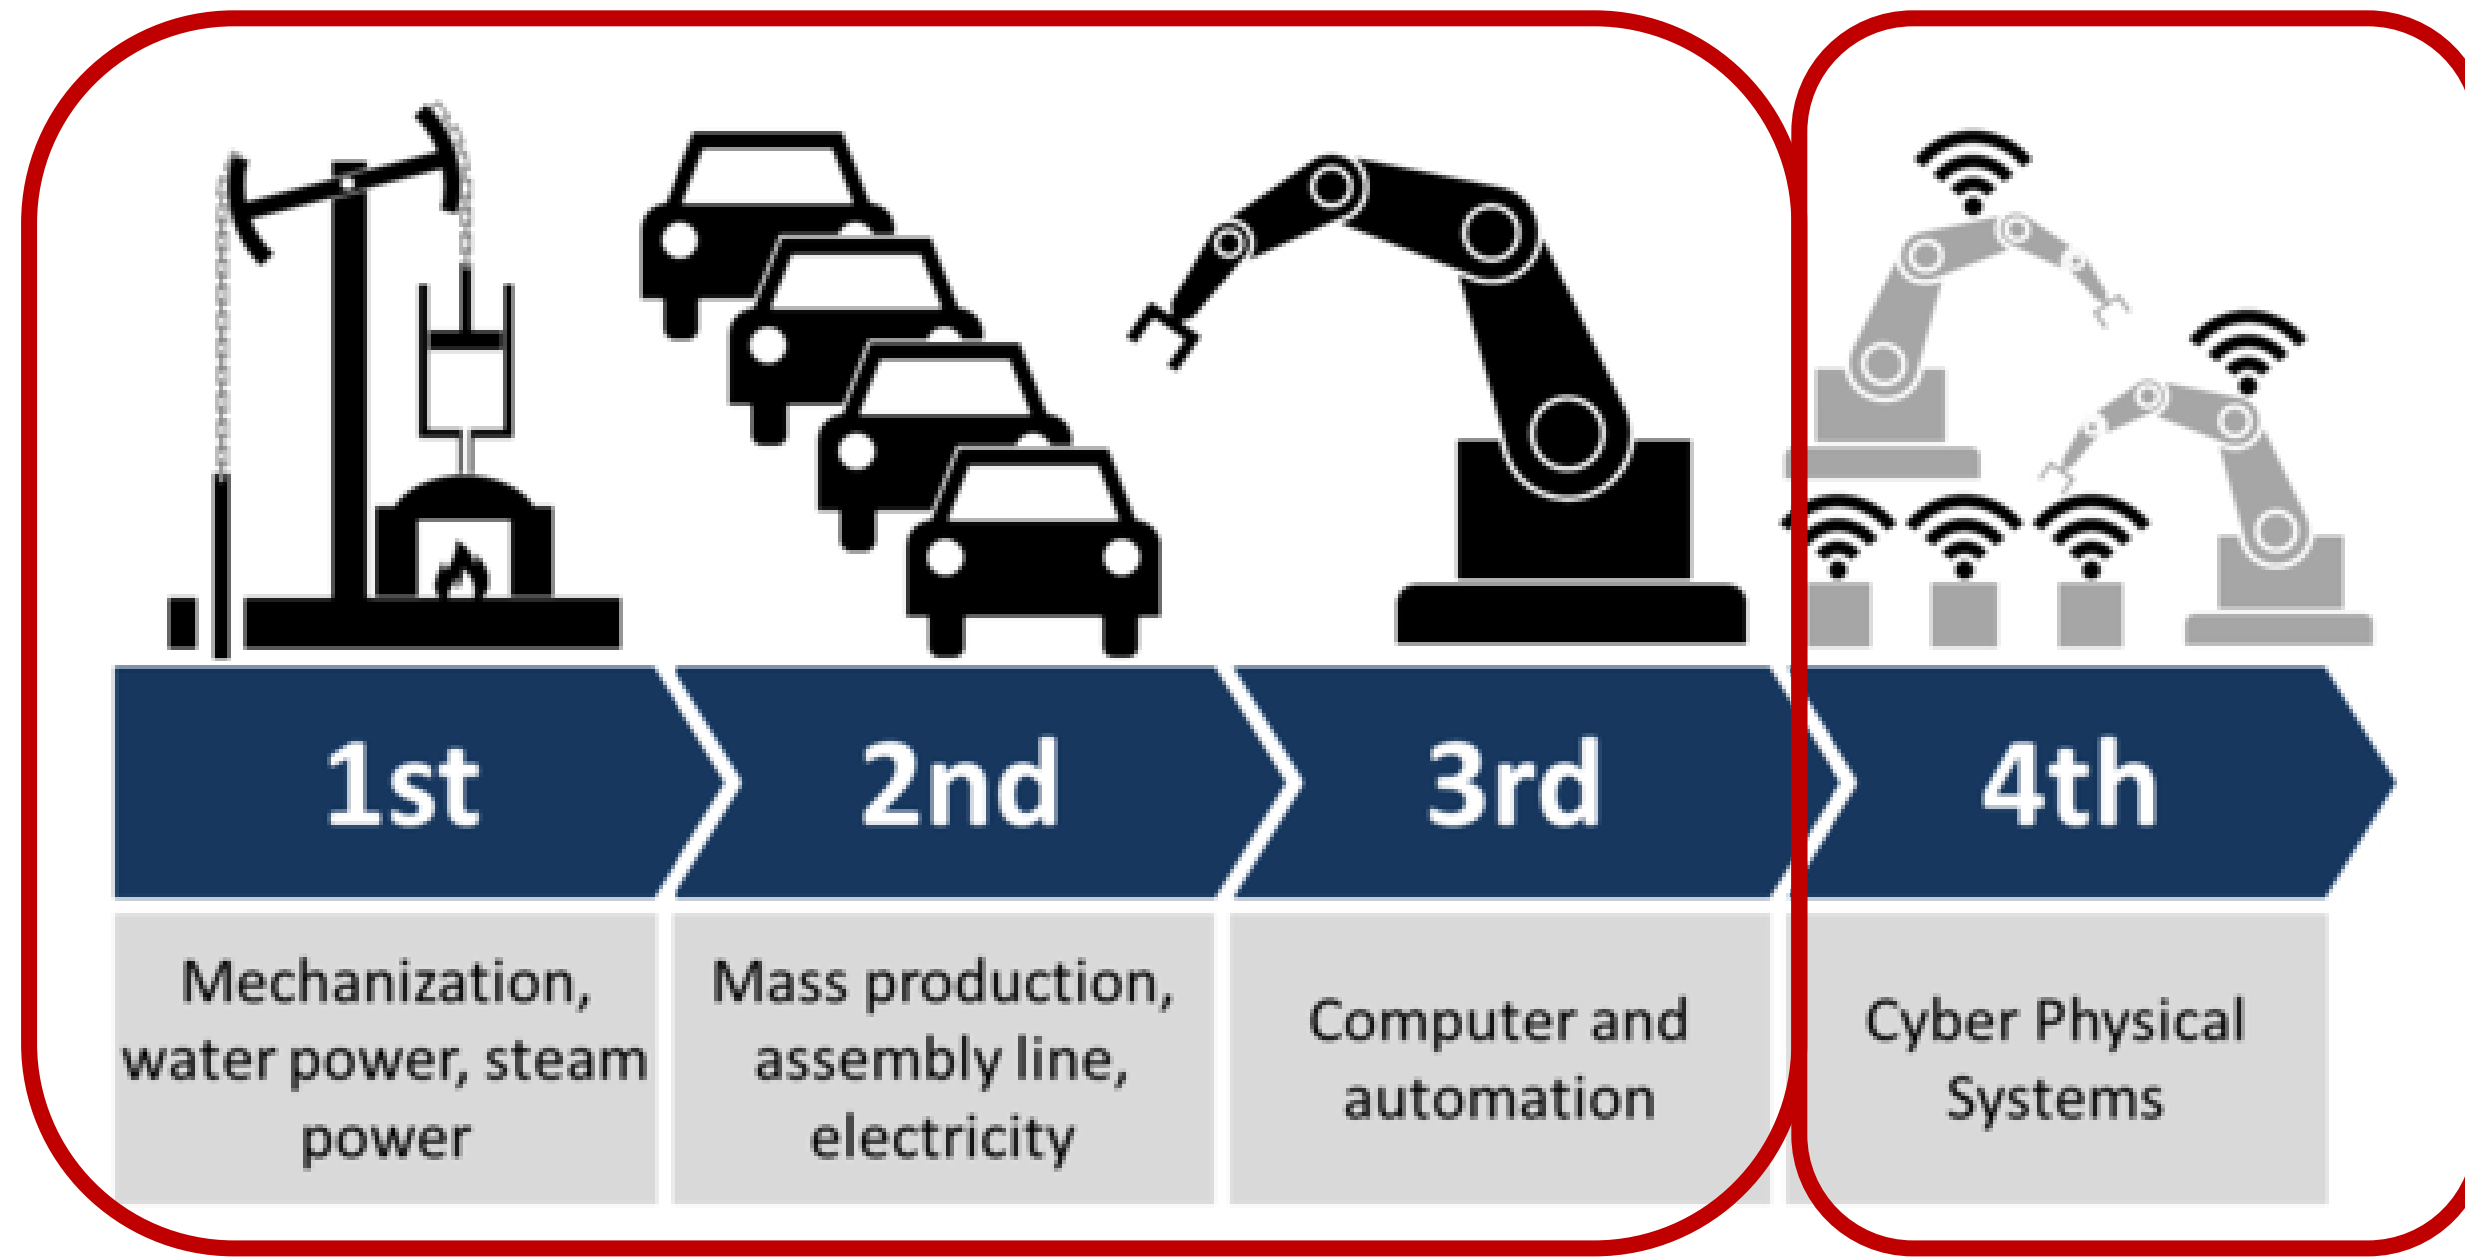 1st
2nd
3rd
4th
Mechanization,
water power, steam
power
Mass production,
assembly line,
electricity
Computer and
automation
Cyber Physical
Systems